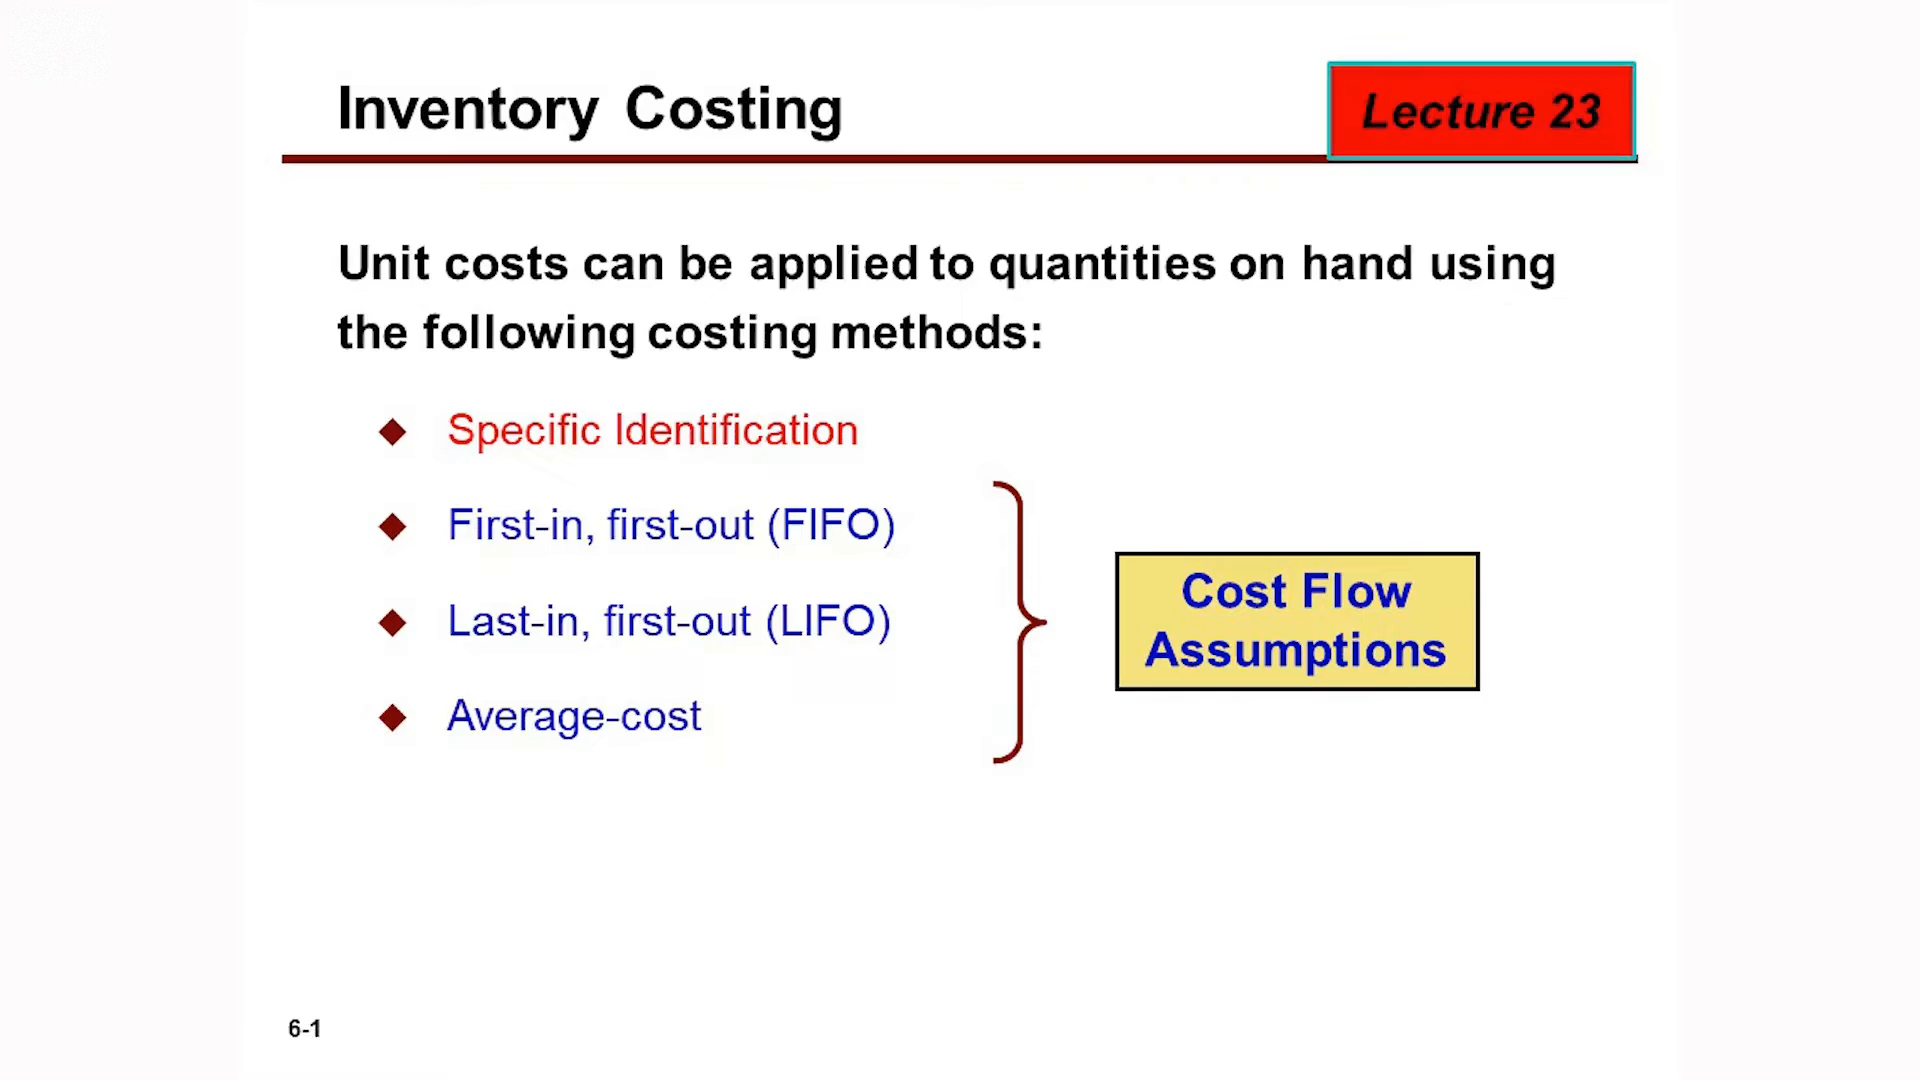 Inventory Costing
Lecture 23
Unit costs can be applied to quantities on hand using
the following costing methods:
Specific Identification
First-in, first-out (FIFO)
Last-in, first-out (LIFO)
Average-cost
Cost Flow
Assumptions
6-1